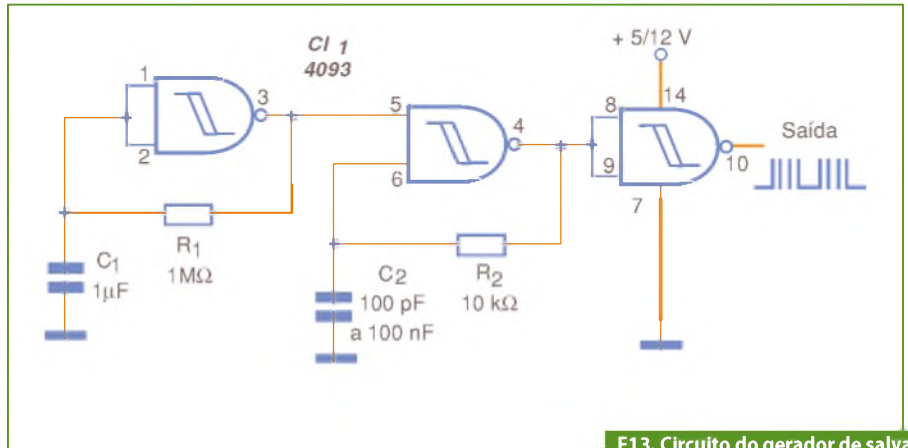 CI 1
4093
+ 5/12 V
1
2
3
5
6
4
8
9
14
10
7
Saída
R1
1MΩ
C1
1µF
C2
100 pF
a 100 nF
R2
10 kΩ
F13. Circuito do gerador de salva